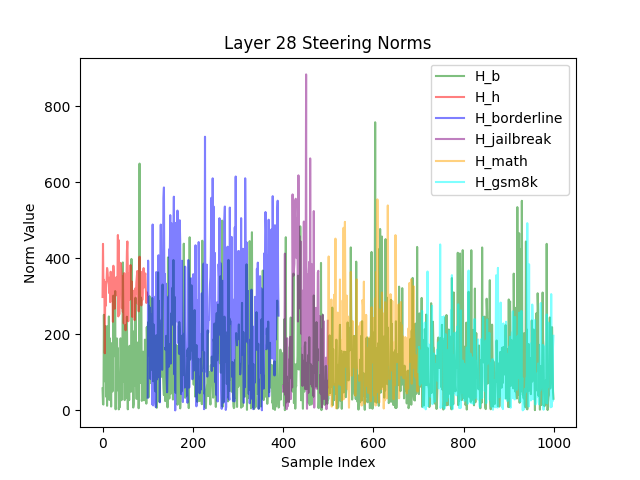 Layer 28 Steering Norms
H_b
H_h
H_borderline
H_jailbreak
H_math
H_gsm8k
Norm Value
800
600
400
200
0
0
200
400
600
800
1000
Sample Index